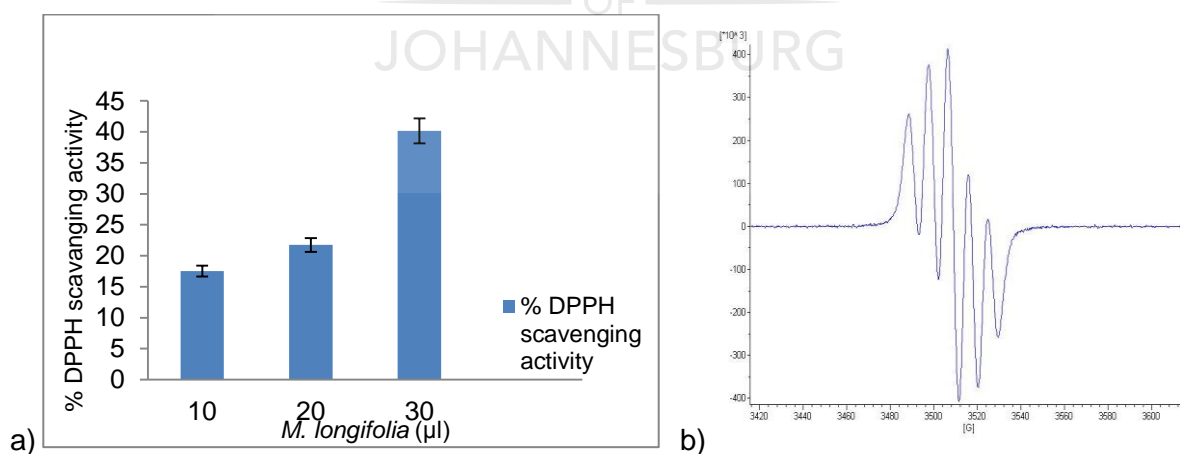 OF
JOHANNESBURG
% DPPH scavanging activity
45
40
35
30
25
20
15
10
5
0
10 20 30
M. longifolia (µl)
% DPPH
scavenging
activity
a)
[*10^3]
400
300
200
100
0
-100
-200
-300
-400
3420 3440 3460 3480 3500 3520 3540 3560 3580 3600
[G]
b)